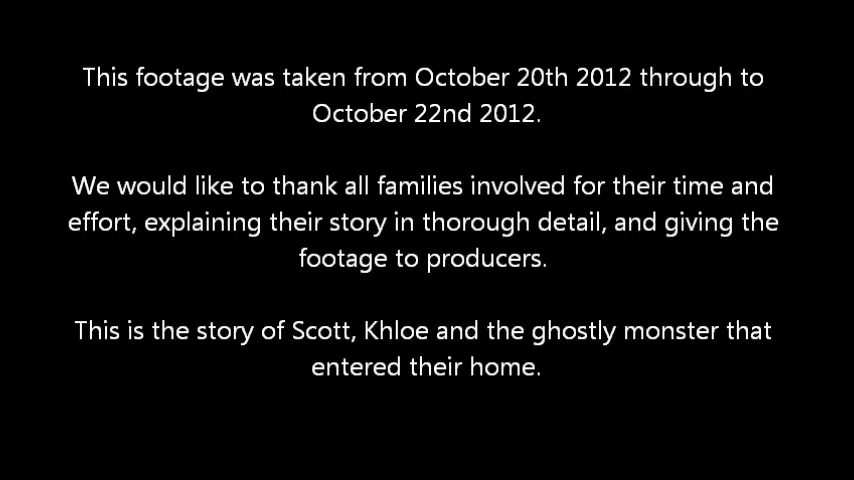 This footage was taken from October 20th 2012 through to
October 22nd 2012.
We would like to thank all families involved for their time and
effort, explaining their story in thorough detail, and giving the
footage to producers.
This is the story of Scott, Khloe and the ghostly monster that
entered their home.